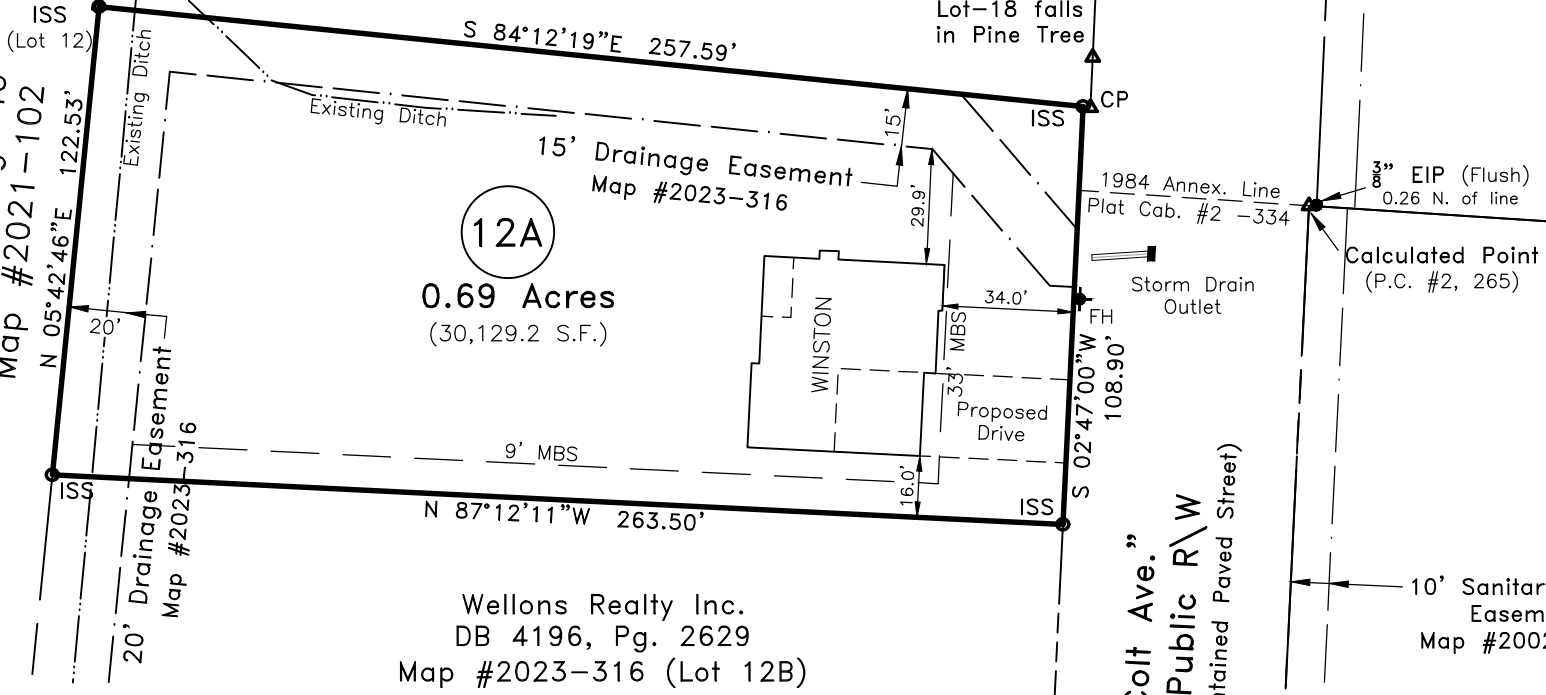 ISS
(Lot 12)
S 84°12'19"E 257.59'
Lot-18 falls
in Pine Tree
CP
ISS
Existing Ditch
Existing Ditch
Map #2021-102
N 05°42'46"E 122.53'
15'
15' Drainage Easement
Map #2023-316
29.9'
12A
0.69 Acres
(30,129.2 S.F.)
1984 Annex. Line
Plat Cab. #2 -334
3/8" EIP (Flush)
0.26 N. of line
Calculated Point
(P.C. #2, 265)
Storm Drain
Outlet
FH
34.0'
33' MBS
WINSTON
Proposed
Drive
20'
20' Drainage Easement
Map #2023-316
S 02°47'00"W
108.90'
9' MBS
16.0'
ISS
ISS
N 87°12'11"W 263.50'
Wellons Realty Inc.
DB 4196, Pg. 2629
Map #2023-316 (Lot 12B)
olt Ave."
Public R\W
ntained Paved Street)
10' Sanitar
Easem
Map #2002